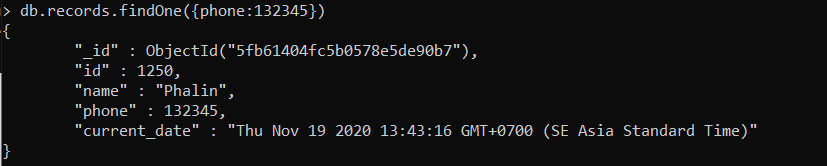 > db.records.findOne({phone:132345})
{
"_id" : ObjectId("5fb61404fc5b0578e5de90b7"),
"id" : 1250,
"name" : "Phalin",
"phone" : 132345,
"current_date" : "Thu Nov 19 2020 13:43:16 GMT+0700 (SE Asia Standard Time)"
}